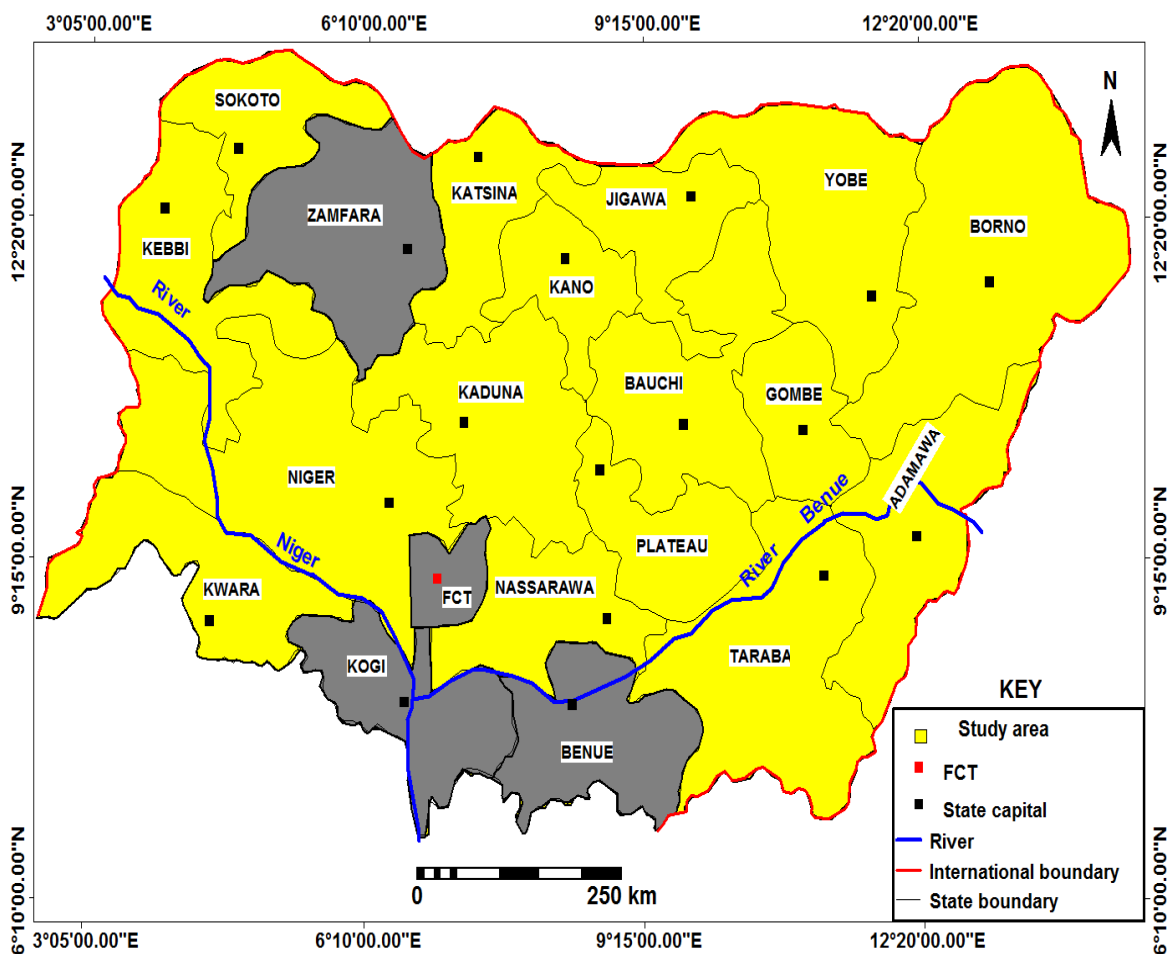 3°05'00.00"E 6°10'00.00"E 9°15'00.00"E 12°20'00.00"E
N
SOKOTO
YOBE
KATSINA
JIGAWA
ZAMFARA
12°20'00.00"N
12°20'00.00"N
BORNO
KEBBI
KANO
River
BAUCHI
KADUNA
GOMBE
NIGER
ADAMAWA
Benue
Niger
PLATEAU
River
9°15'00.00"N
9°15'00.00"N
KWARA
FCT
NASSARAWA
KOGI
TARABA
BENUE
KEY
Study area
FCT
State capital
River
International boundary
State boundary
0 250 km
6°10'00.00"N
6°10'00.00"N
3°05'00.00"E 6°10'00.00"E 9°15'00.00"E 12°20'00.00"E